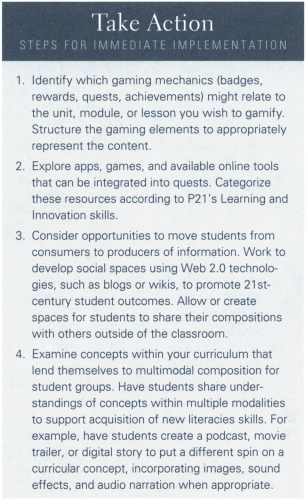 Take Action
STEPS FOR IMMEDIATE IMPLEMENTATION
1. Identify which gaming mechanics (badges,
rewards, quests, achievements) might relate to
the unit, module, or lesson you wish to gamify.
Structure the gaming elements to appropriately
represent the content.
2. Explore apps, games, and available online tools
that can be integrated into quests. Categorize
these resources according to P21's Learning and
Innovation skills.
3. Consider opportunities to move students from
consumers to producers of information. Work to
develop social spaces using Web 2.0 technolo-
gies, such as blogs or wikis, to promote 21st-
century student outcomes. Allow or create
spaces for students to share their compositions
with others outside of the classroom.
4. Examine concepts within your curriculum that
lend themselves to multimodal composition for
student groups. Have students share under-
standings of concepts within multiple modalities
to support acquisition of new literacies skills. For
example, have students create a podcast, movie
trailer, or digital story to put a different spin on a
curricular concept, incorporating images, sound
effects, and audio narration when appropriate.